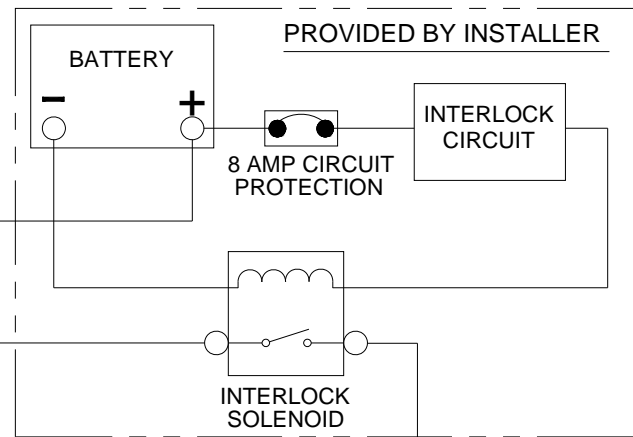 PROVIDED BY INSTALLER
BATTERY
− +
8 AMP CIRCUIT
PROTECTION
INTERLOCK
CIRCUIT
INTERLOCK
SOLENOID